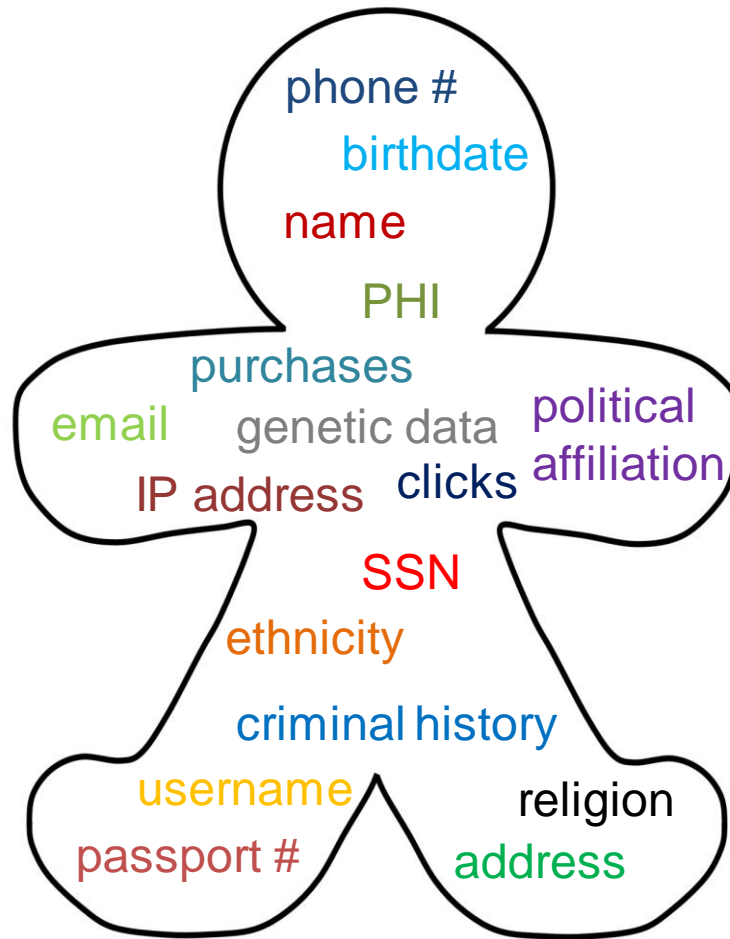 phone #
birthdate
name
PHI
purchases
email
genetic data
political
affiliation
IP address
clicks
SSN
ethnicity
criminal history
username
religion
passport #
address